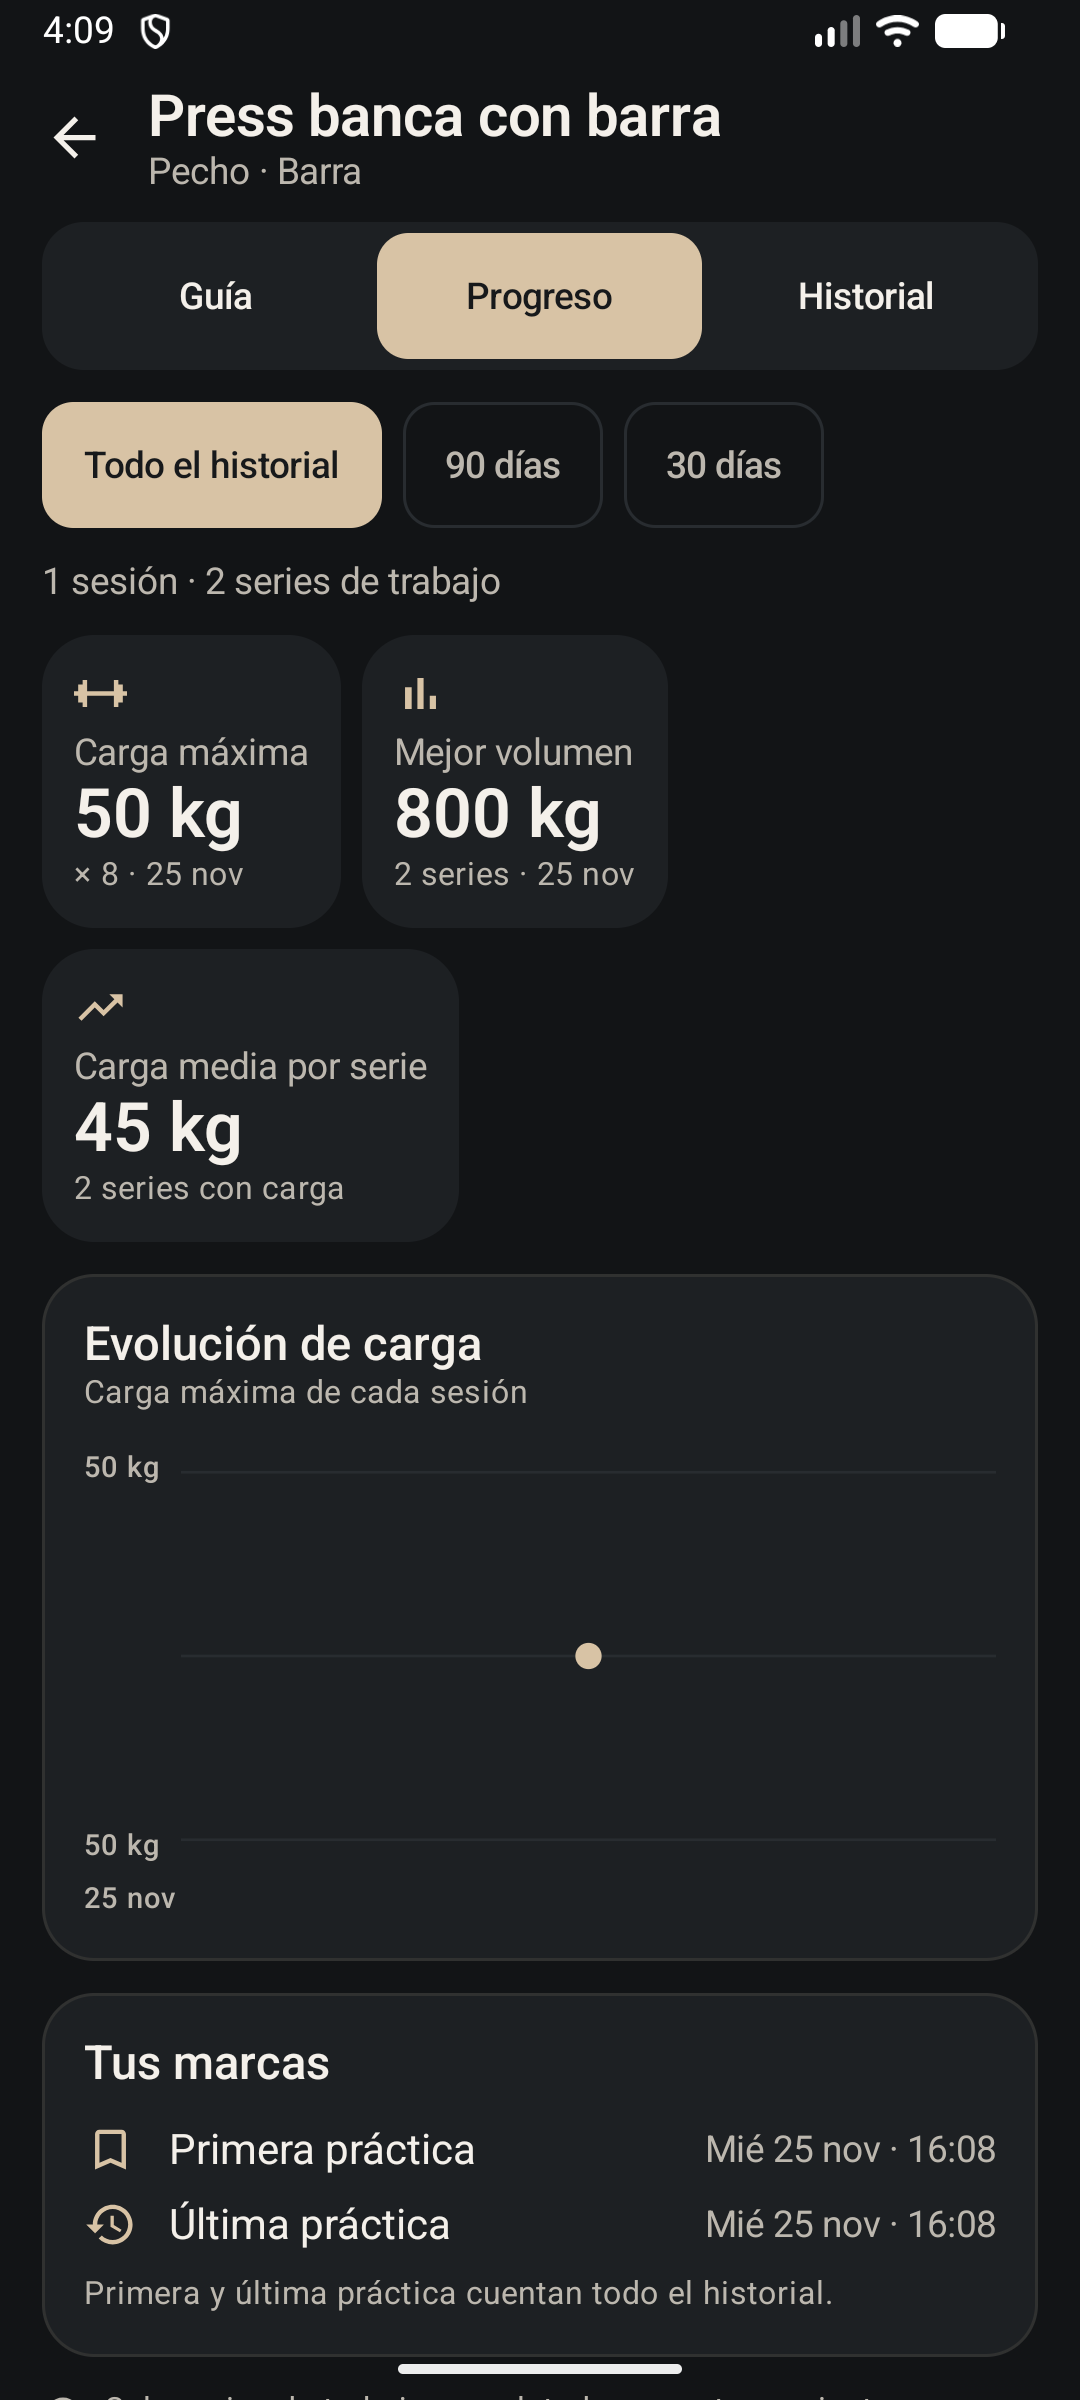 4:09
Press banca con barra
Pecho · Barra
Guía
Progreso
Historial
Todo el historial
90 días
30 días
1 sesión · 2 series de trabajo
Carga máxima
50 kg
× 8 · 25 nov
Mejor volumen
800 kg
2 series · 25 nov
Carga media por serie
45 kg
2 series con carga
Evolución de carga
Carga máxima de cada sesión
50 kg
50 kg
25 nov
Tus marcas
Primera práctica
Mié 25 nov · 16:08
Última práctica
Mié 25 nov · 16:08
Primera y última práctica cuentan todo el historial.